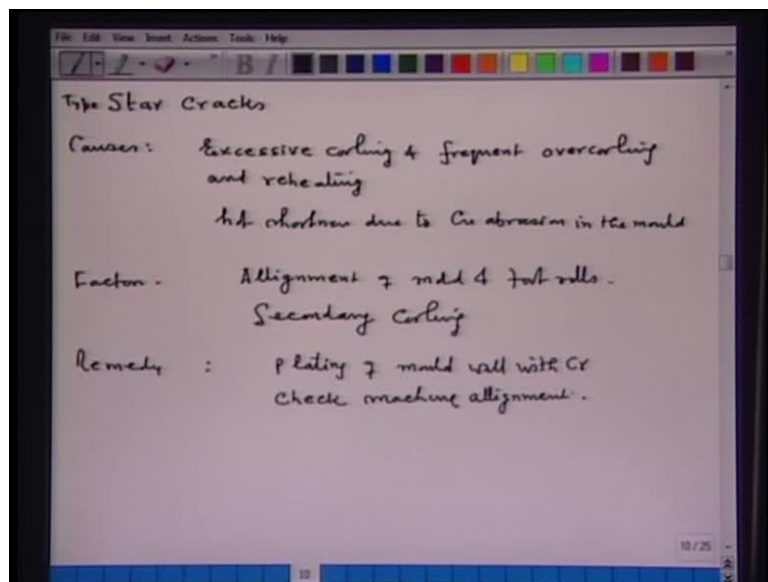 File Edit View Insert Actions Tools Help
Type Star Cracks
Causes: Excessive cooling & frequent overcooling
and reheating
hot shortness due to Cu abrasion in the mould
Factors - Allignment of mold & foot rolls.
Secondary Cooling
Remedy : plating of mould wall with Cr
Check machine allignment.
10/25
10